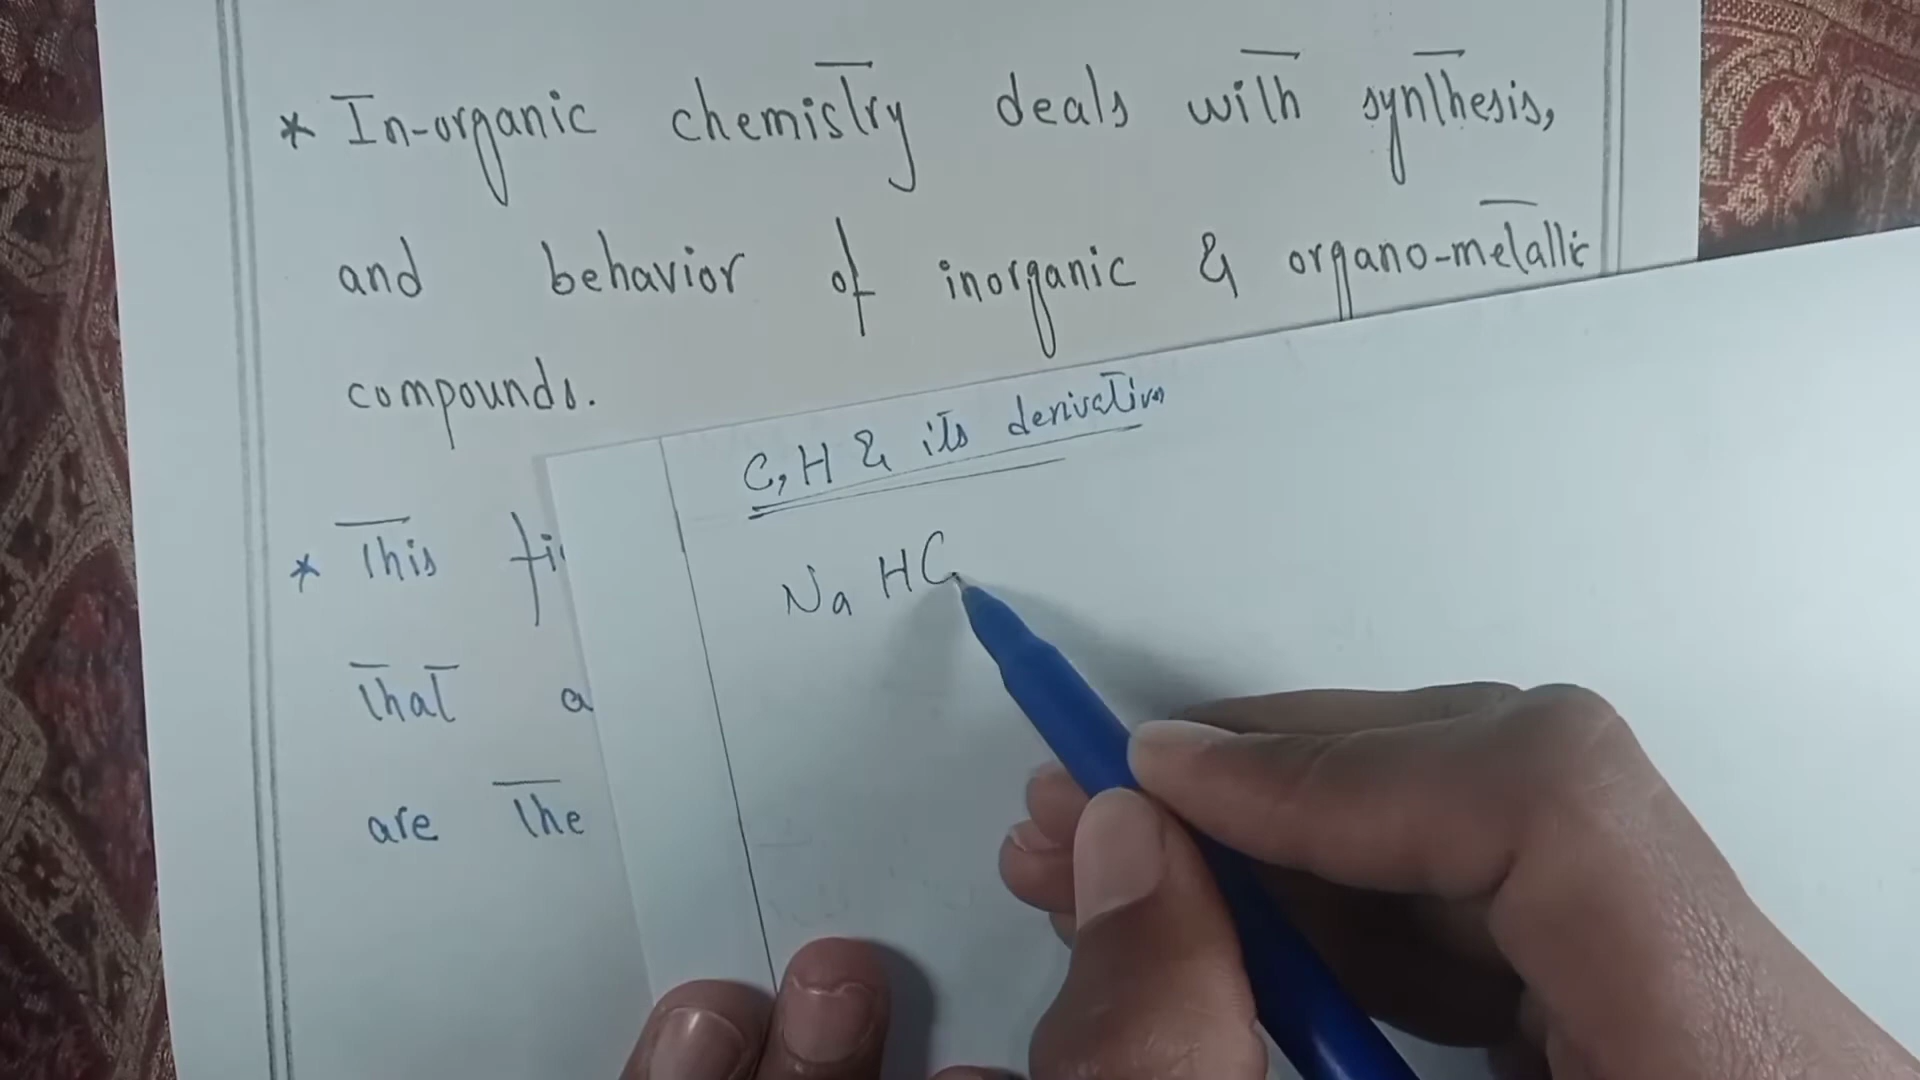 * In-organic chemistry deals with synthesis,
and behavior of inorganic & organo-metallic
compounds.
* This
that a
are the
C, H & its
Na HC